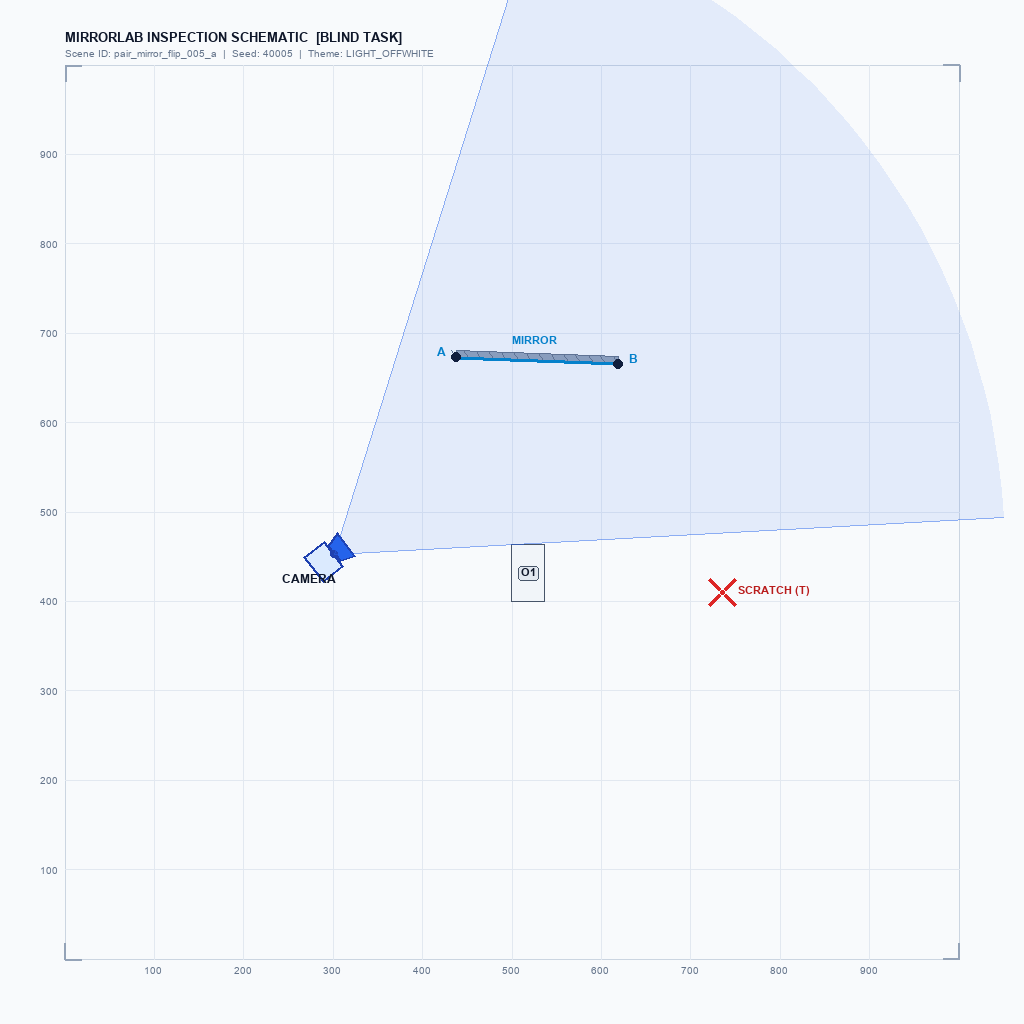 MIRRORLAB INSPECTION SCHEMATIC [BLIND TASK]
Scene ID: pair_mirror_flip_005_a | Seed: 40005 | Theme: LIGHT_OFFWHITE
900
800
700
600
500
400
300
200
100
MIRROR
A
B
CAMERA
O1
SCRATCH (T)
100 200 300 400 500 600 700 800 900